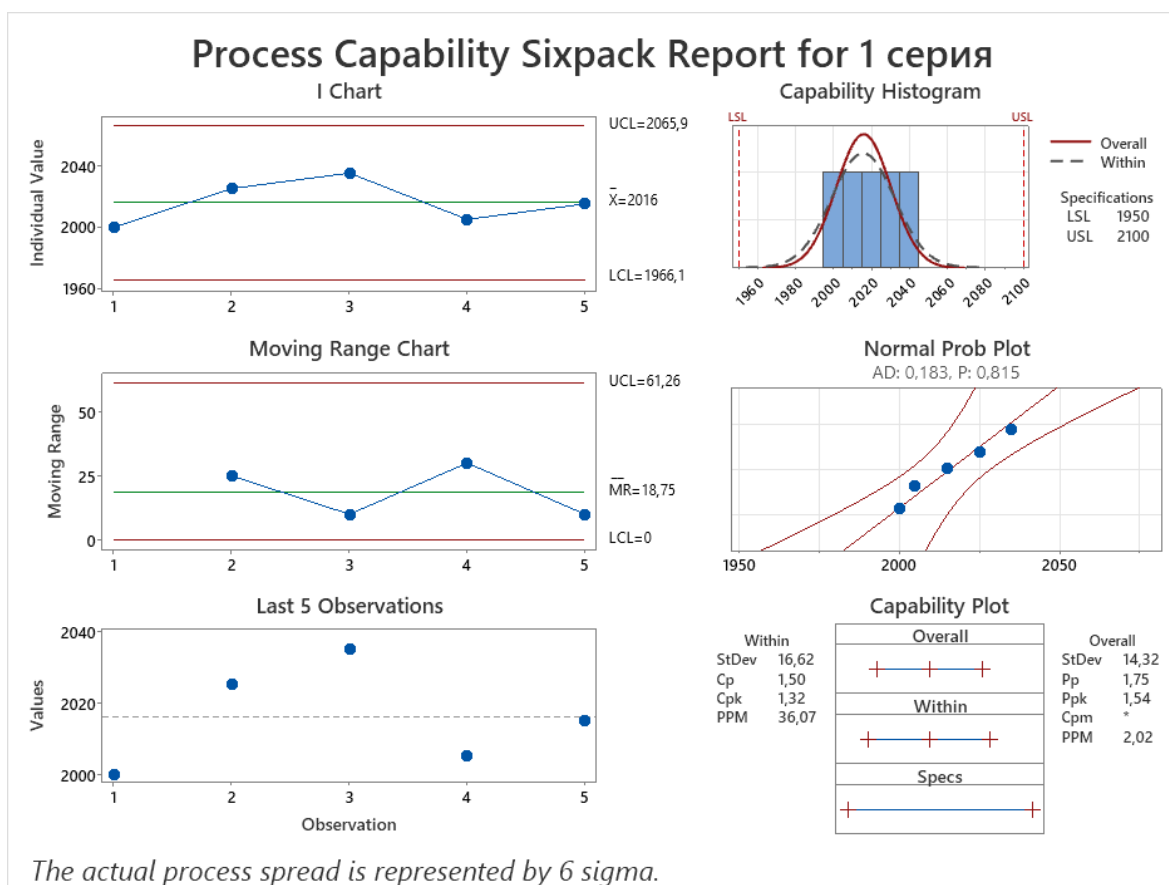 Process Capability Sixpack Report for 1 серия
I Chart
Individual Value
2040
2000
1960
1 2 3 4 5
UCL=2065,9
X̄=2016
LCL=1966,1
Capability Histogram
LSL USL
1960 1980 2000 2020 2040 2060 2080 2100
Overall
Within
Specifications
LSL 1950
USL 2100
Moving Range Chart
Moving Range
50
25
0
1 2 3 4 5
UCL=61,26
M̅R̅=18,75
LCL=0
Normal Prob Plot
AD: 0,183, P: 0,815
1950 2000 2050
Last 5 Observations
Values
2040
2020
2000
1 2 3 4 5
Observation
Capability Plot
Within
StDev 16,62
Cp 1,50
Cpk 1,32
PPM 36,07
Overall
Within
Specs
Overall
StDev 14,32
Pp 1,75
Ppk 1,54
Cpm *
PPM 2,02
The actual process spread is represented by 6 sigma.